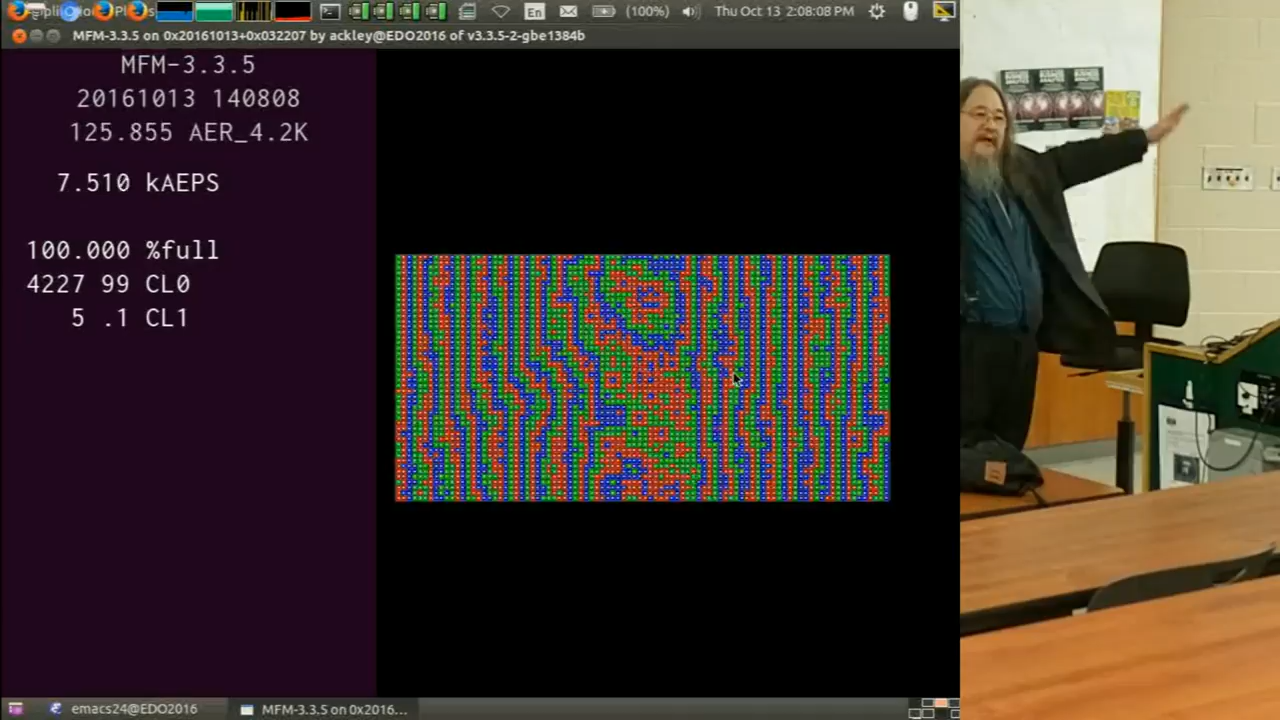 En
(100%)
Thu Oct 13 2:08:08 PM
MFM-3.3.5 on 0x20161013+0x032207 by ackley@EDO2016 of v3.3.5-2-gbe1384b
MFM-3.3.5
20161013 140808
125.855 AER_4.2K
7.510 kAEPS
100.000 %full
4227 99 CL0
5 .1 CL1
emacs24@EDO2016
MFM-3.3.5 on 0x2016...